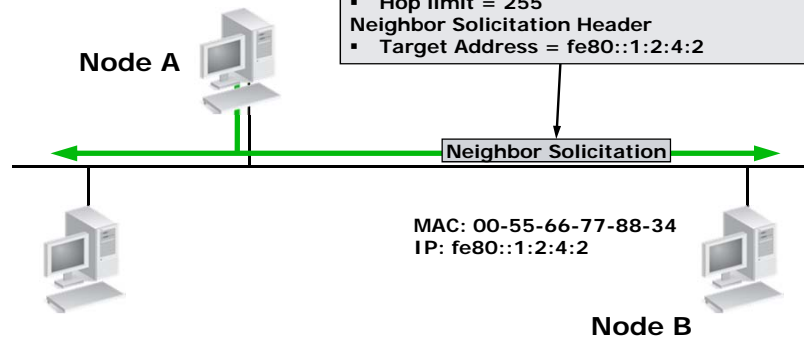 ▪ Hop limit = 255
Neighbor Solicitation Header
▪ Target Address = fe80::1:2:4:2
Node A
Neighbor Solicitation
MAC: 00-55-66-77-88-34
IP: fe80::1:2:4:2
Node B